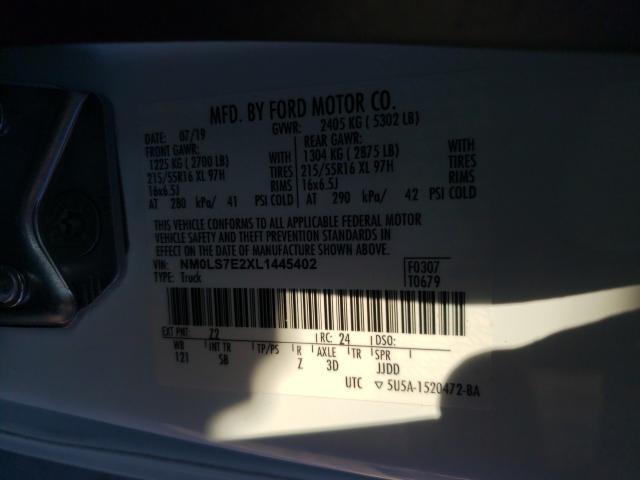 MFD. BY FORD MOTOR CO.
DATE: 07/19 GVWR: 2405 KG ( 5302 LB)
FRONT GAWR: REAR GAWR:
1225 KG ( 2700 LB) WITH 1304 KG ( 2875 LB) WITH
215/55R16 XL 97H TIRES 215/55R16 XL 97H TIRES
16x6.5J RIMS 16x6.5J RIMS
AT 280 kPa/ 41 PSI COLD AT 290 kPa/ 42 PSI COLD
THIS VEHICLE CONFORMS TO ALL APPLICABLE FEDERAL MOTOR
VEHICLE SAFETY AND THEFT PREVENTION STANDARDS IN
EFFECT ON THE DATE OF MANUFACTURE SHOWN ABOVE.
VIN: NM0LS7E2XL1445402 F0307
TYPE: Truck T0679
EXT PNT: Z2 RC: 24 DSO:
WB INT TR TP/PS R AXLE TR SPR
121 SB Z 3D JJDD
UTC ▽5U5A-1520472-BA